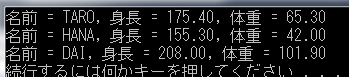 名前 = TARO, 身長 = 175.40, 体重 = 65.30
名前 = HANA, 身長 = 155.30, 体重 = 42.00
名前 = DAI, 身長 = 208.00, 体重 = 101.90
続行するには何かキーを押してください . . .